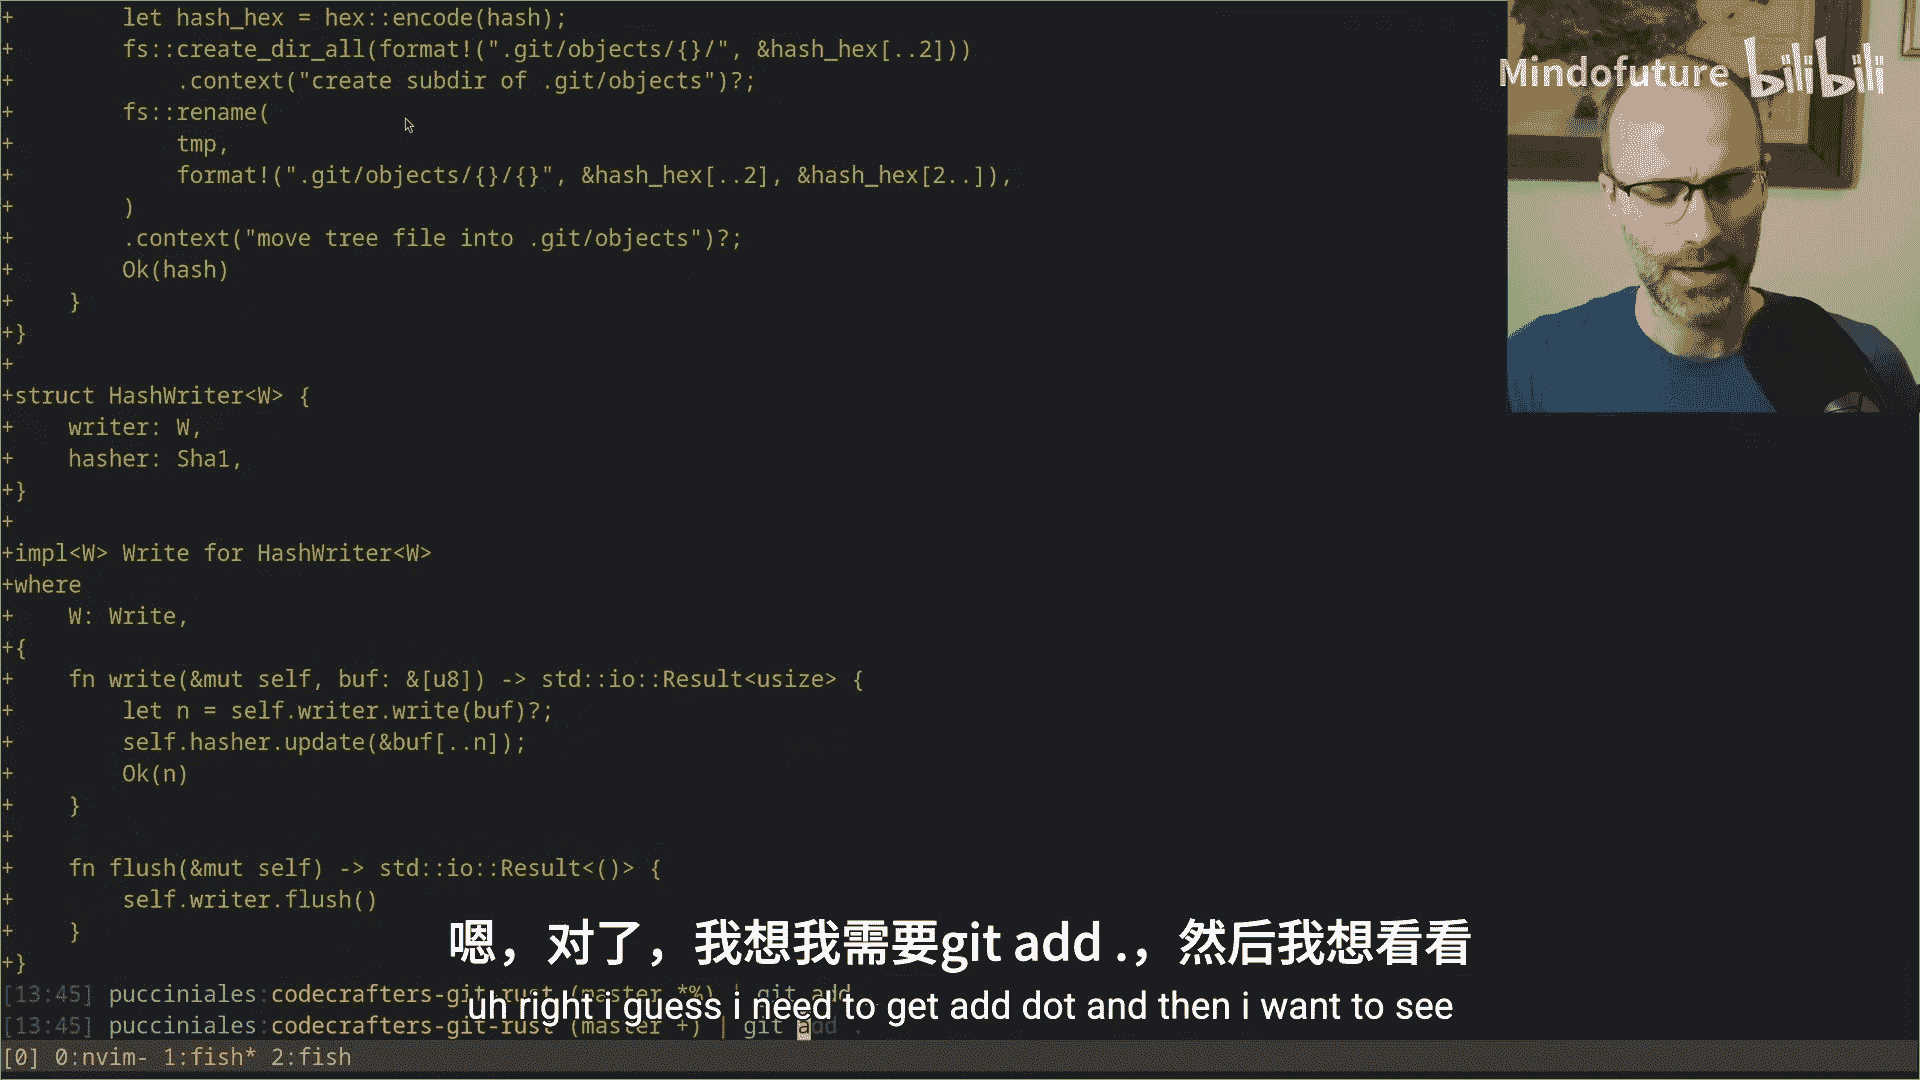 +        let hash_hex = hex::encode(hash);
+        fs::create_dir_all(format!(".git/objects/{}/", &hash_hex[..2]))
+            .context("create subdir of .git/objects")?;
+        fs::rename(
+            tmp,
+            format!(".git/objects/{}/{}", &hash_hex[..2], &hash_hex[2..]),
+        )
+        .context("move tree file into .git/objects")?;
+        Ok(hash)
+    }
+}
+
+struct HashWriter<W> {
+    writer: W,
+    hasher: Sha1,
+}
+
+impl<W> Write for HashWriter<W>
+where
+    W: Write,
+{
+    fn write(&mut self, buf: &[u8]) -> std::io::Result<usize> {
+        let n = self.writer.write(buf)?;
+        self.hasher.update(&buf[..n]);
+        Ok(n)
+    }
+
+    fn flush(&mut self) -> std::io::Result<()> {
+        self.writer.flush()
+    }
+}
[13:45] pucciniales:codecrafters-git-rust (master *%) | git add .
[13:45] pucciniales:codecrafters-git-rust (master +) | git add .
[0] 0:nvim- 1:fish* 2:fish
Mindofuture bilibili
嗯，对了，我想我需要git add .，然后我想看看
uh right i guess i need to get add dot and then i want to see